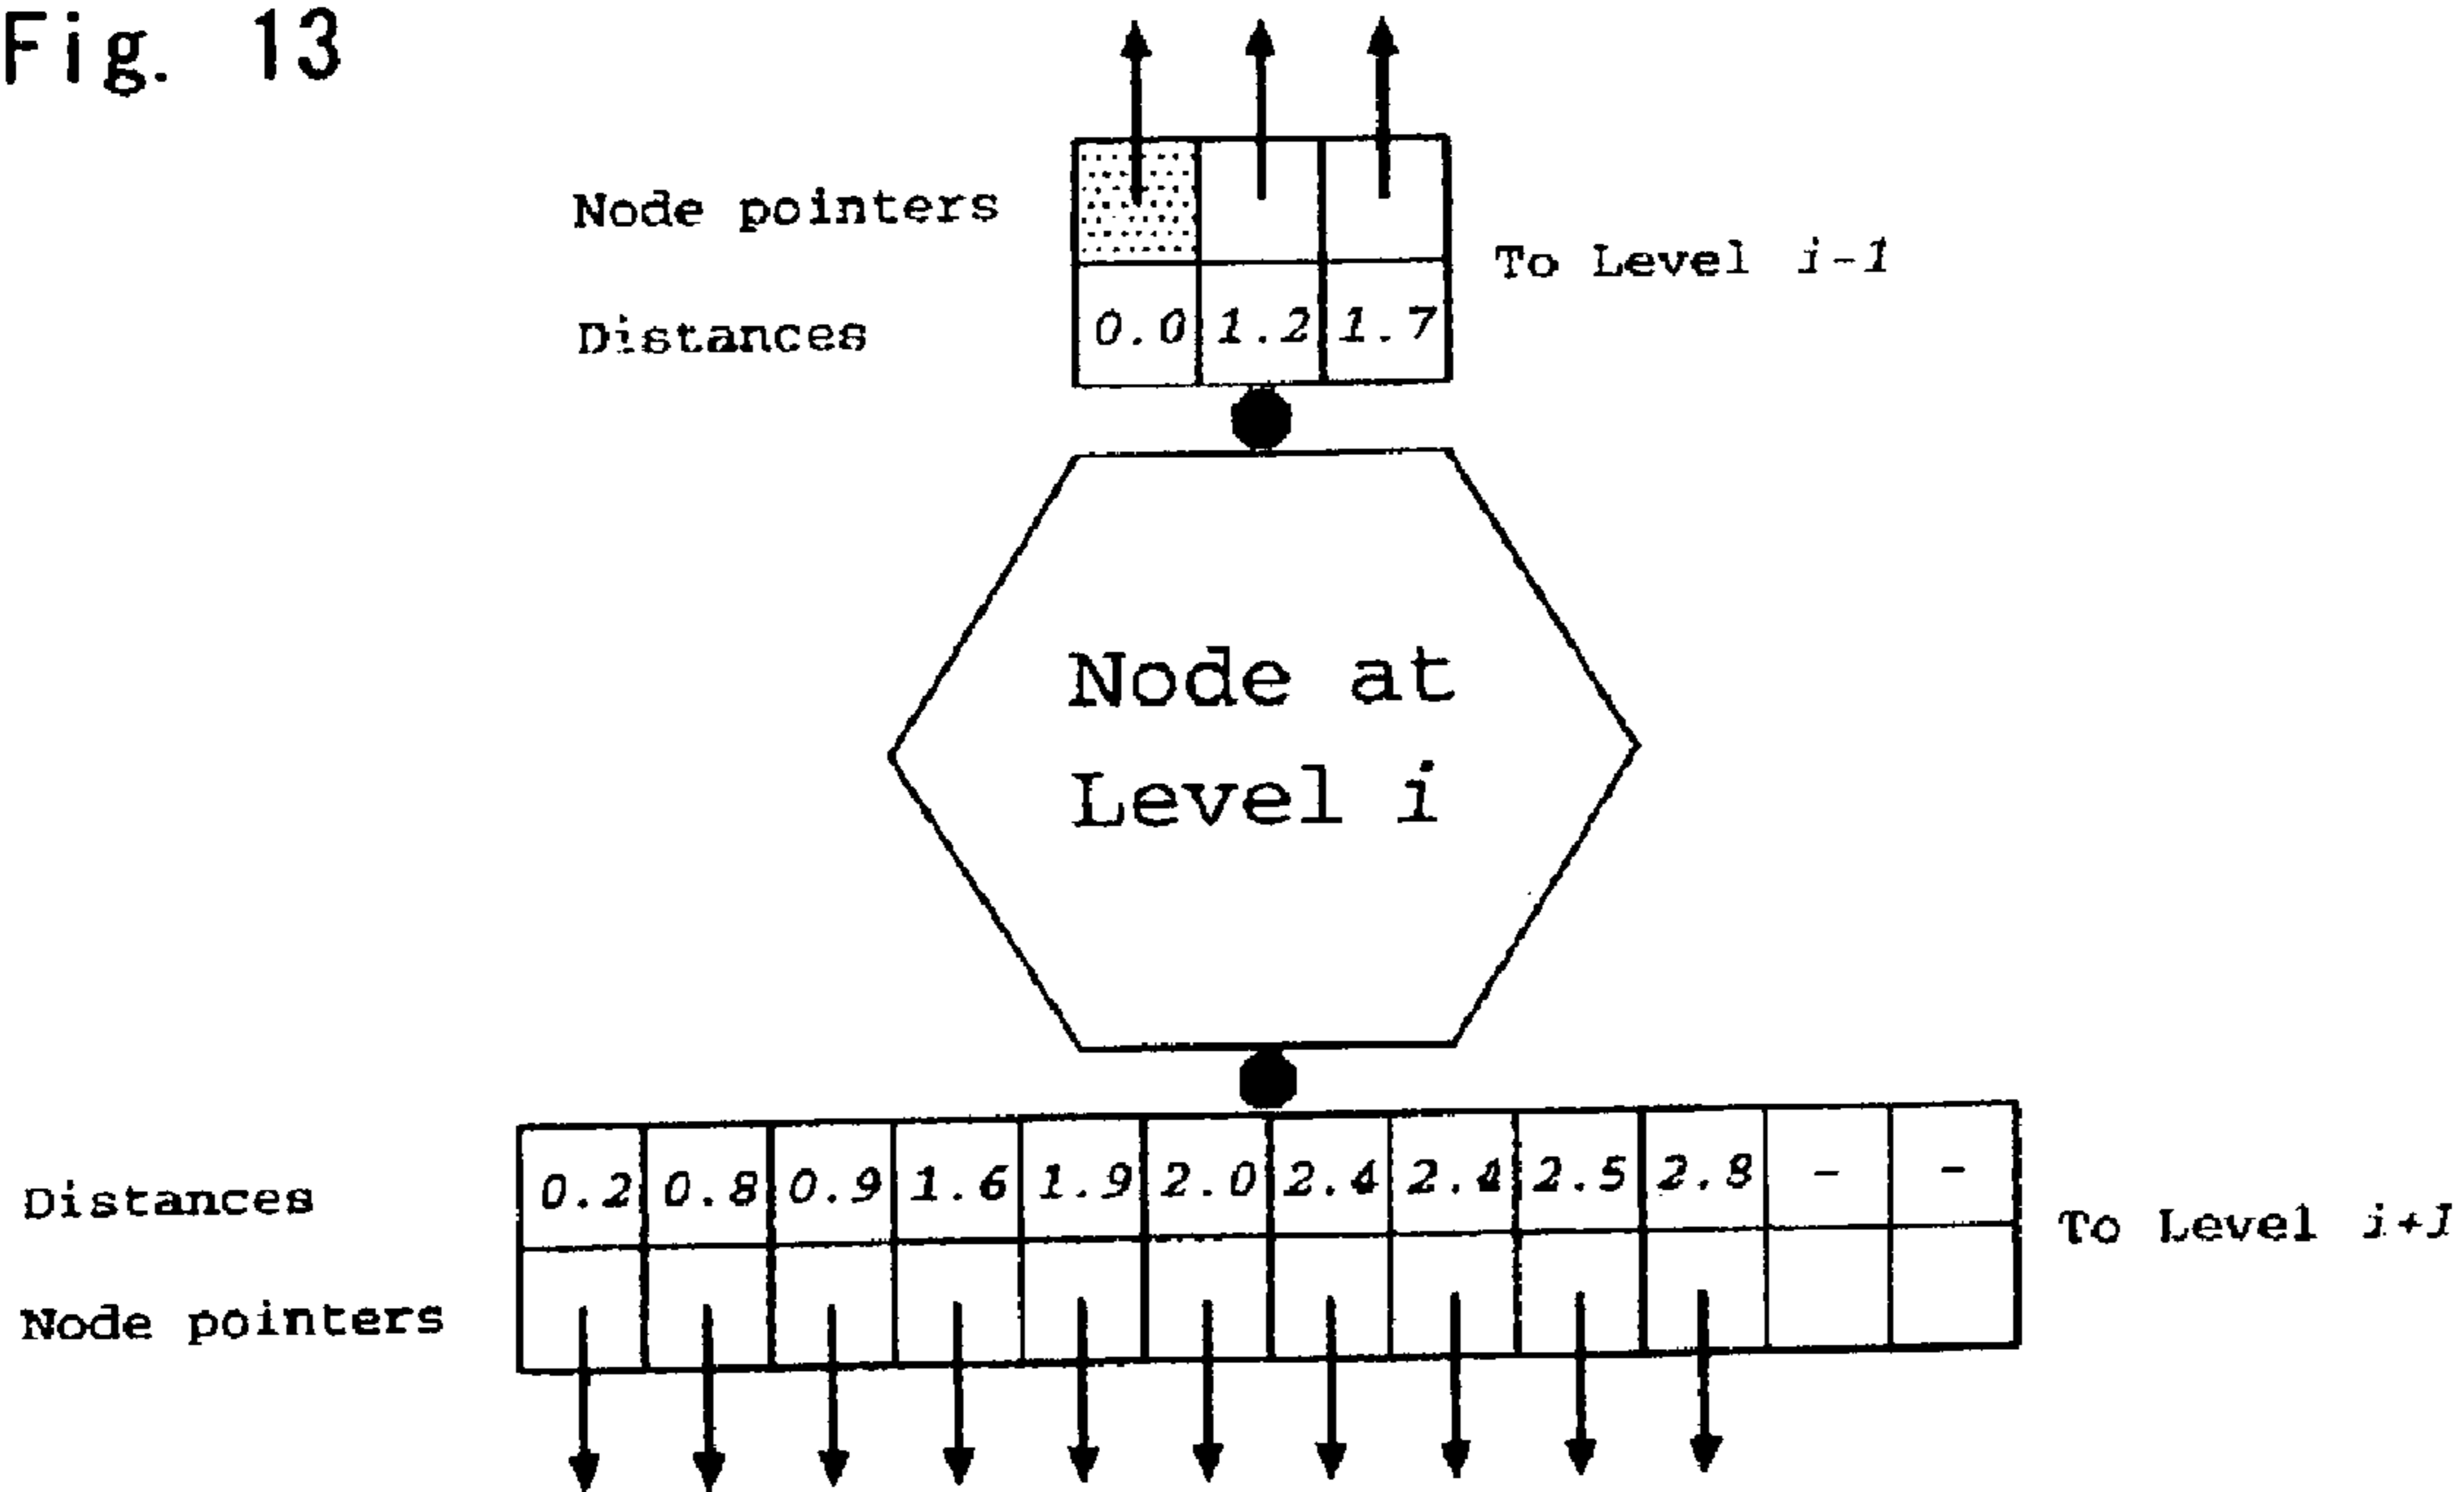 Fig. 13
Node pointers
To Level i-1
Distances
0.0 1.2 1.7
Node at
Level i
Distances
0.2 0.8 0.9 1.6 1.9 2.0 2.4 2.4 2.5 2.8 - -
To Level i+1
Node pointers